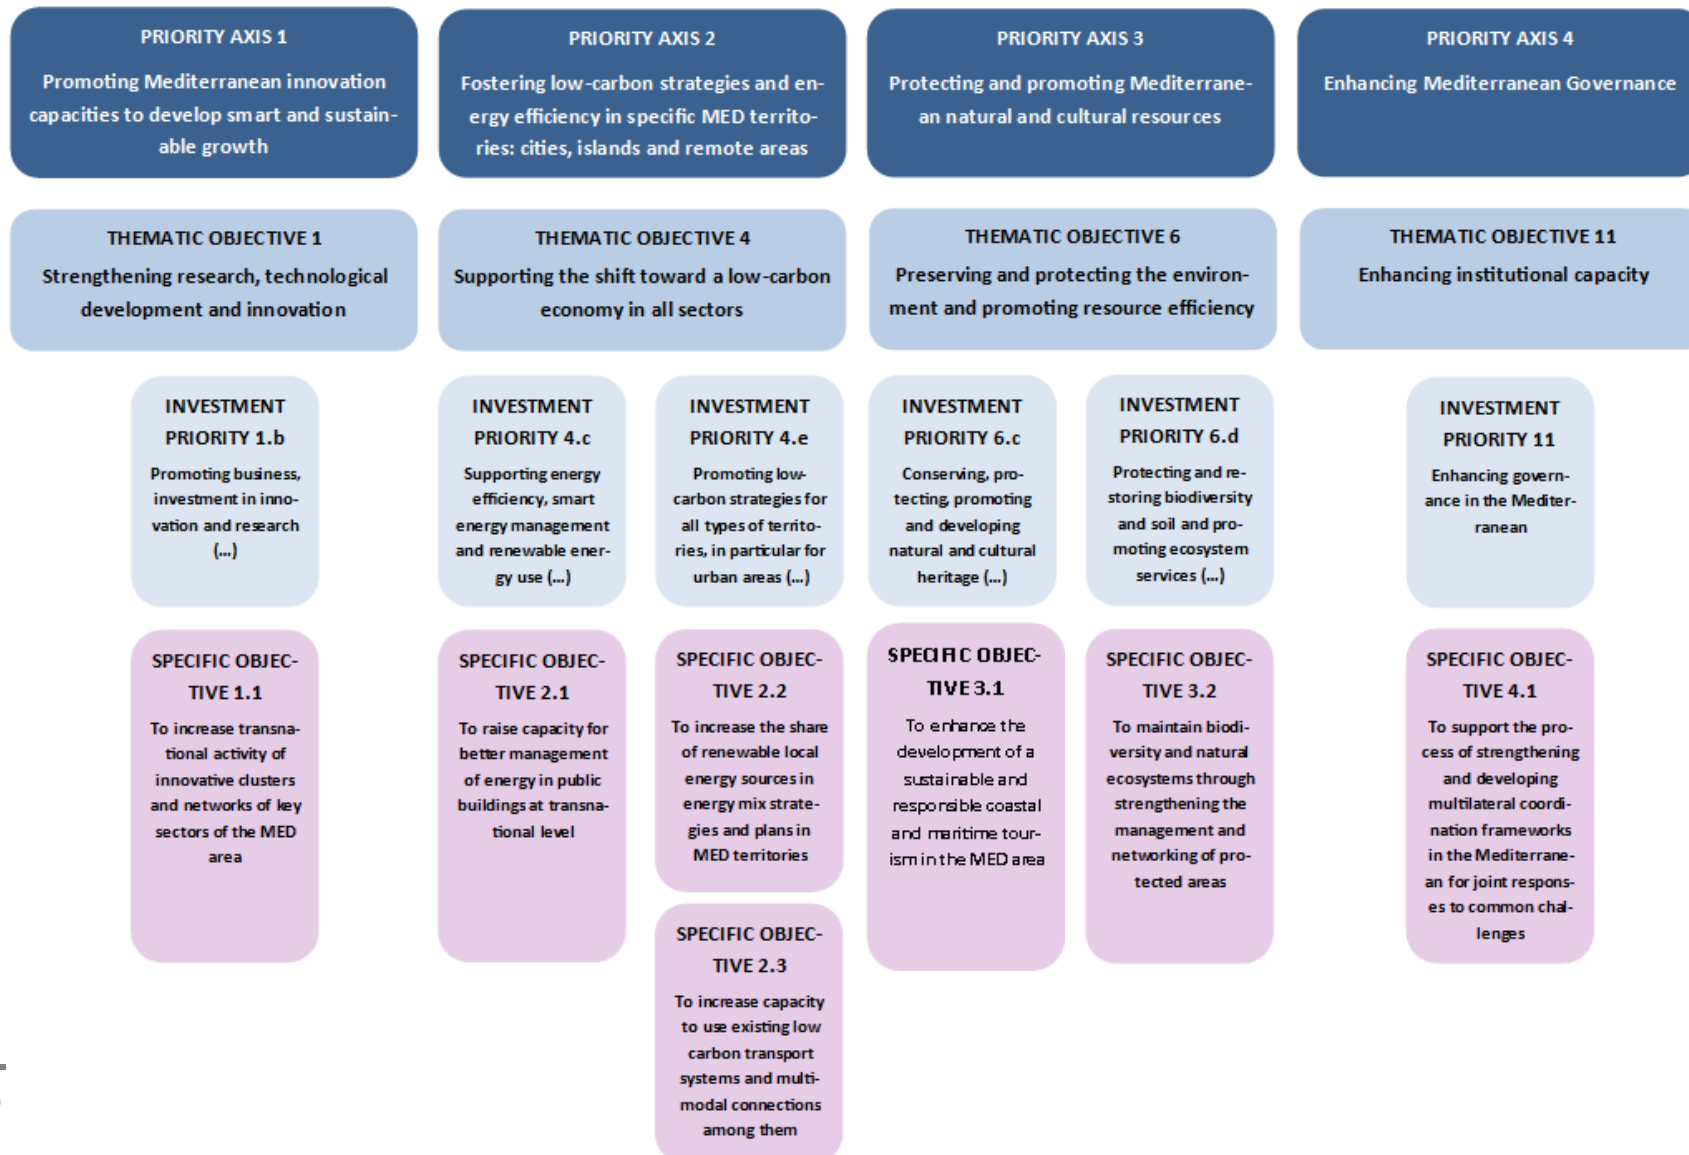 PRIORITY AXIS 1
Promoting Mediterranean innovation
capacities to develop smart and sustain-
able growth
PRIORITY AXIS 2
Fostering low-carbon strategies and en-
ergy efficiency in specific MED territo-
ries: cities, islands and remote areas
PRIORITY AXIS 3
Protecting and promoting Mediterrane-
an natural and cultural resources
PRIORITY AXIS 4
Enhancing Mediterranean Governance
THEMATIC OBJECTIVE 1
Strengthening research, technological
development and innovation
THEMATIC OBJECTIVE 4
Supporting the shift toward a low-carbon
economy in all sectors
THEMATIC OBJECTIVE 6
Preserving and protecting the environ-
ment and promoting resource efficiency
THEMATIC OBJECTIVE 11
Enhancing institutional capacity
INVESTMENT
PRIORITY 1.b
Promoting business,
investment in inno-
vation and research
(...)
INVESTMENT
PRIORITY 4.c
Supporting energy
efficiency, smart
energy management
and renewable ener-
gy use (...)
INVESTMENT
PRIORITY 4.e
Promoting low-
carbon strategies for
all types of territo-
ries, in particular for
urban areas (...)
INVESTMENT
PRIORITY 6.c
Conserving, pro-
tecting, promoting
and developing
natural and cultural
heritage (...)
INVESTMENT
PRIORITY 6.d
Protecting and re-
storing biodiversity
and soil and pro-
moting ecosystem
services (...)
INVESTMENT
PRIORITY 11
Enhancing govern-
ance in the Mediter-
ranean
SPECIFIC OBJEC-
TIVE 1.1
To increase transna-
tional activity of
innovative clusters
and networks of key
sectors of the MED
area
SPECIFIC OBJEC-
TIVE 2.1
To raise capacity for
better management
of energy in public
buildings at transna-
tional level
SPECIFIC OBJEC-
TIVE 2.2
To increase the share
of renewable local
energy sources in
energy mix strate-
gies and plans in
MED territories
SPECIFIC OBJEC-
TIVE 2.3
To increase capacity
to use existing low
carbon transport
systems and multi-
modal connections
among them
SPECIFIC OBJEC-
TIVE 3.1
To enhance the
development of a
sustainable and
responsible coastal
and maritime tour-
ism in the MED area
SPECIFIC OBJEC-
TIVE 3.2
To maintain biodi-
versity and natural
ecosystems through
strengthening the
management and
networking of pro-
tected areas
SPECIFIC OBJEC-
TIVE 4.1
To support the pro-
cess of strengthening
and developing
multilateral coordi-
nation frameworks
in the Mediterrane-
an for joint respons-
es to common chal-
lenges